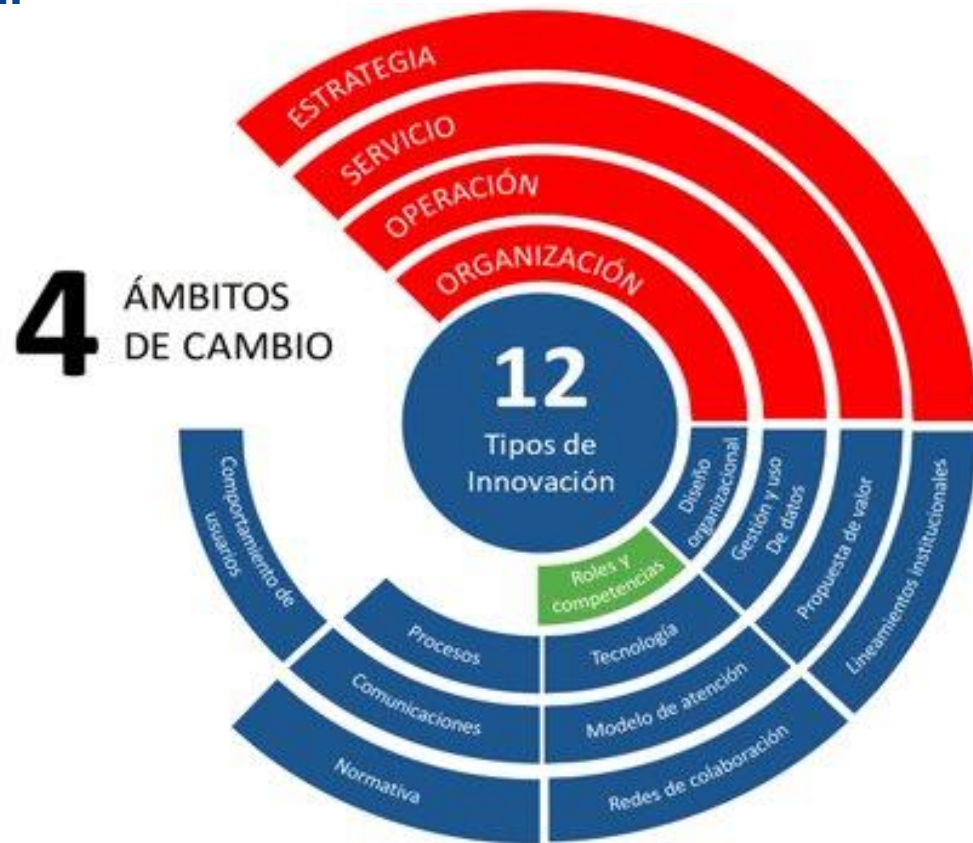 ESTRATEGIA
SERVICIO
OPERACIÓN
ORGANIZACIÓN
4
ÁMBITOS
DE CAMBIO
12
Tipos de
Innovación
Diseño
organizacional
Gestión y uso
De datos
Propuesta de valor
Lineamientos institucionales
Roles y
competencias
Tecnología
Modelo de atención
Redes de colaboración
Procesos
Comunicaciones
Normativa
Comportamiento de
usuarios